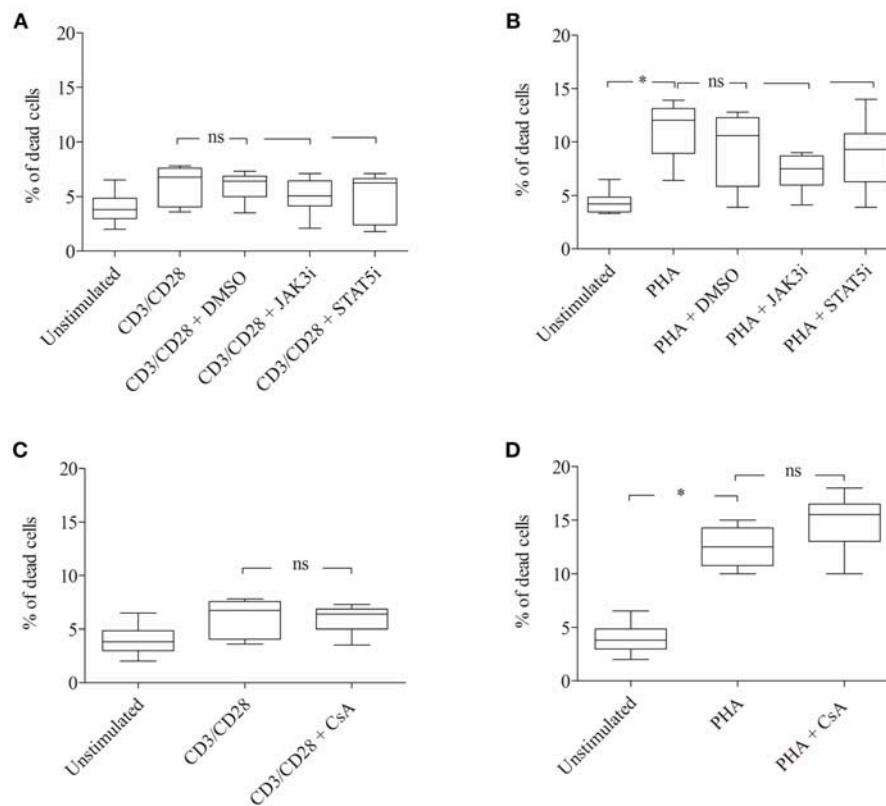 A
% of dead cells
20
15
10
5
0
ns
Unstimulated
CD3/CD28
CD3/CD28 + DMSO
CD3/CD28 + JAK3i
CD3/CD28 + STAT5i
B
% of dead cells
20
15
10
5
0
* ns
Unstimulated
PHA
PHA + DMSO
PHA + JAK3i
PHA + STAT5i
C
% of dead cells
20
15
10
5
0
ns
Unstimulated
CD3/CD28
CD3/CD28 + CsA
D
% of dead cells
20
15
10
5
0
* ns
Unstimulated
PHA
PHA + CsA